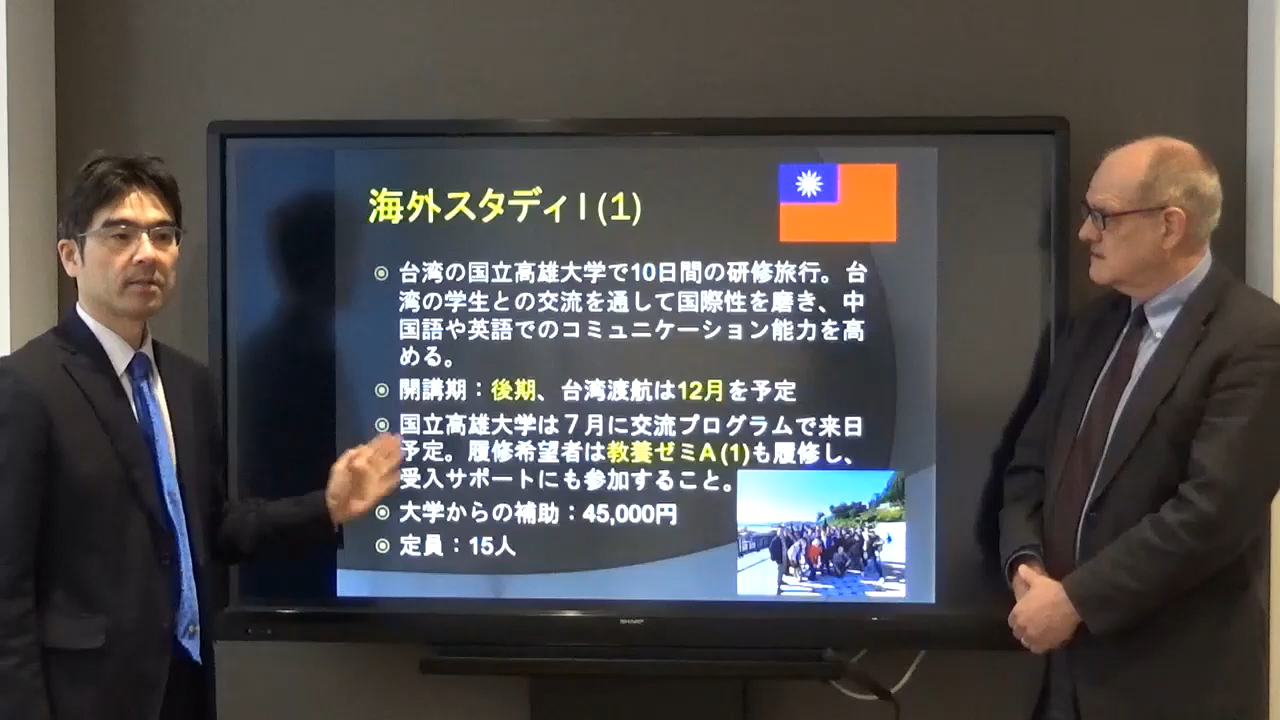 海外スタディI(1)
台湾の国立高雄大学で10日間の研修旅行。台
湾の学生との交流を通して国際性を磨き、中
国語や英語でのコミュニケーション能力を高
める。
開講期：後期、台湾渡航は12月を予定
国立高雄大学は７月に交流プログラムで来日
予定。履修希望者は教養ゼミA(1)も履修し、
受入サポートにも参加すること。
大学からの補助：45,000円
定員：15人
SHARP